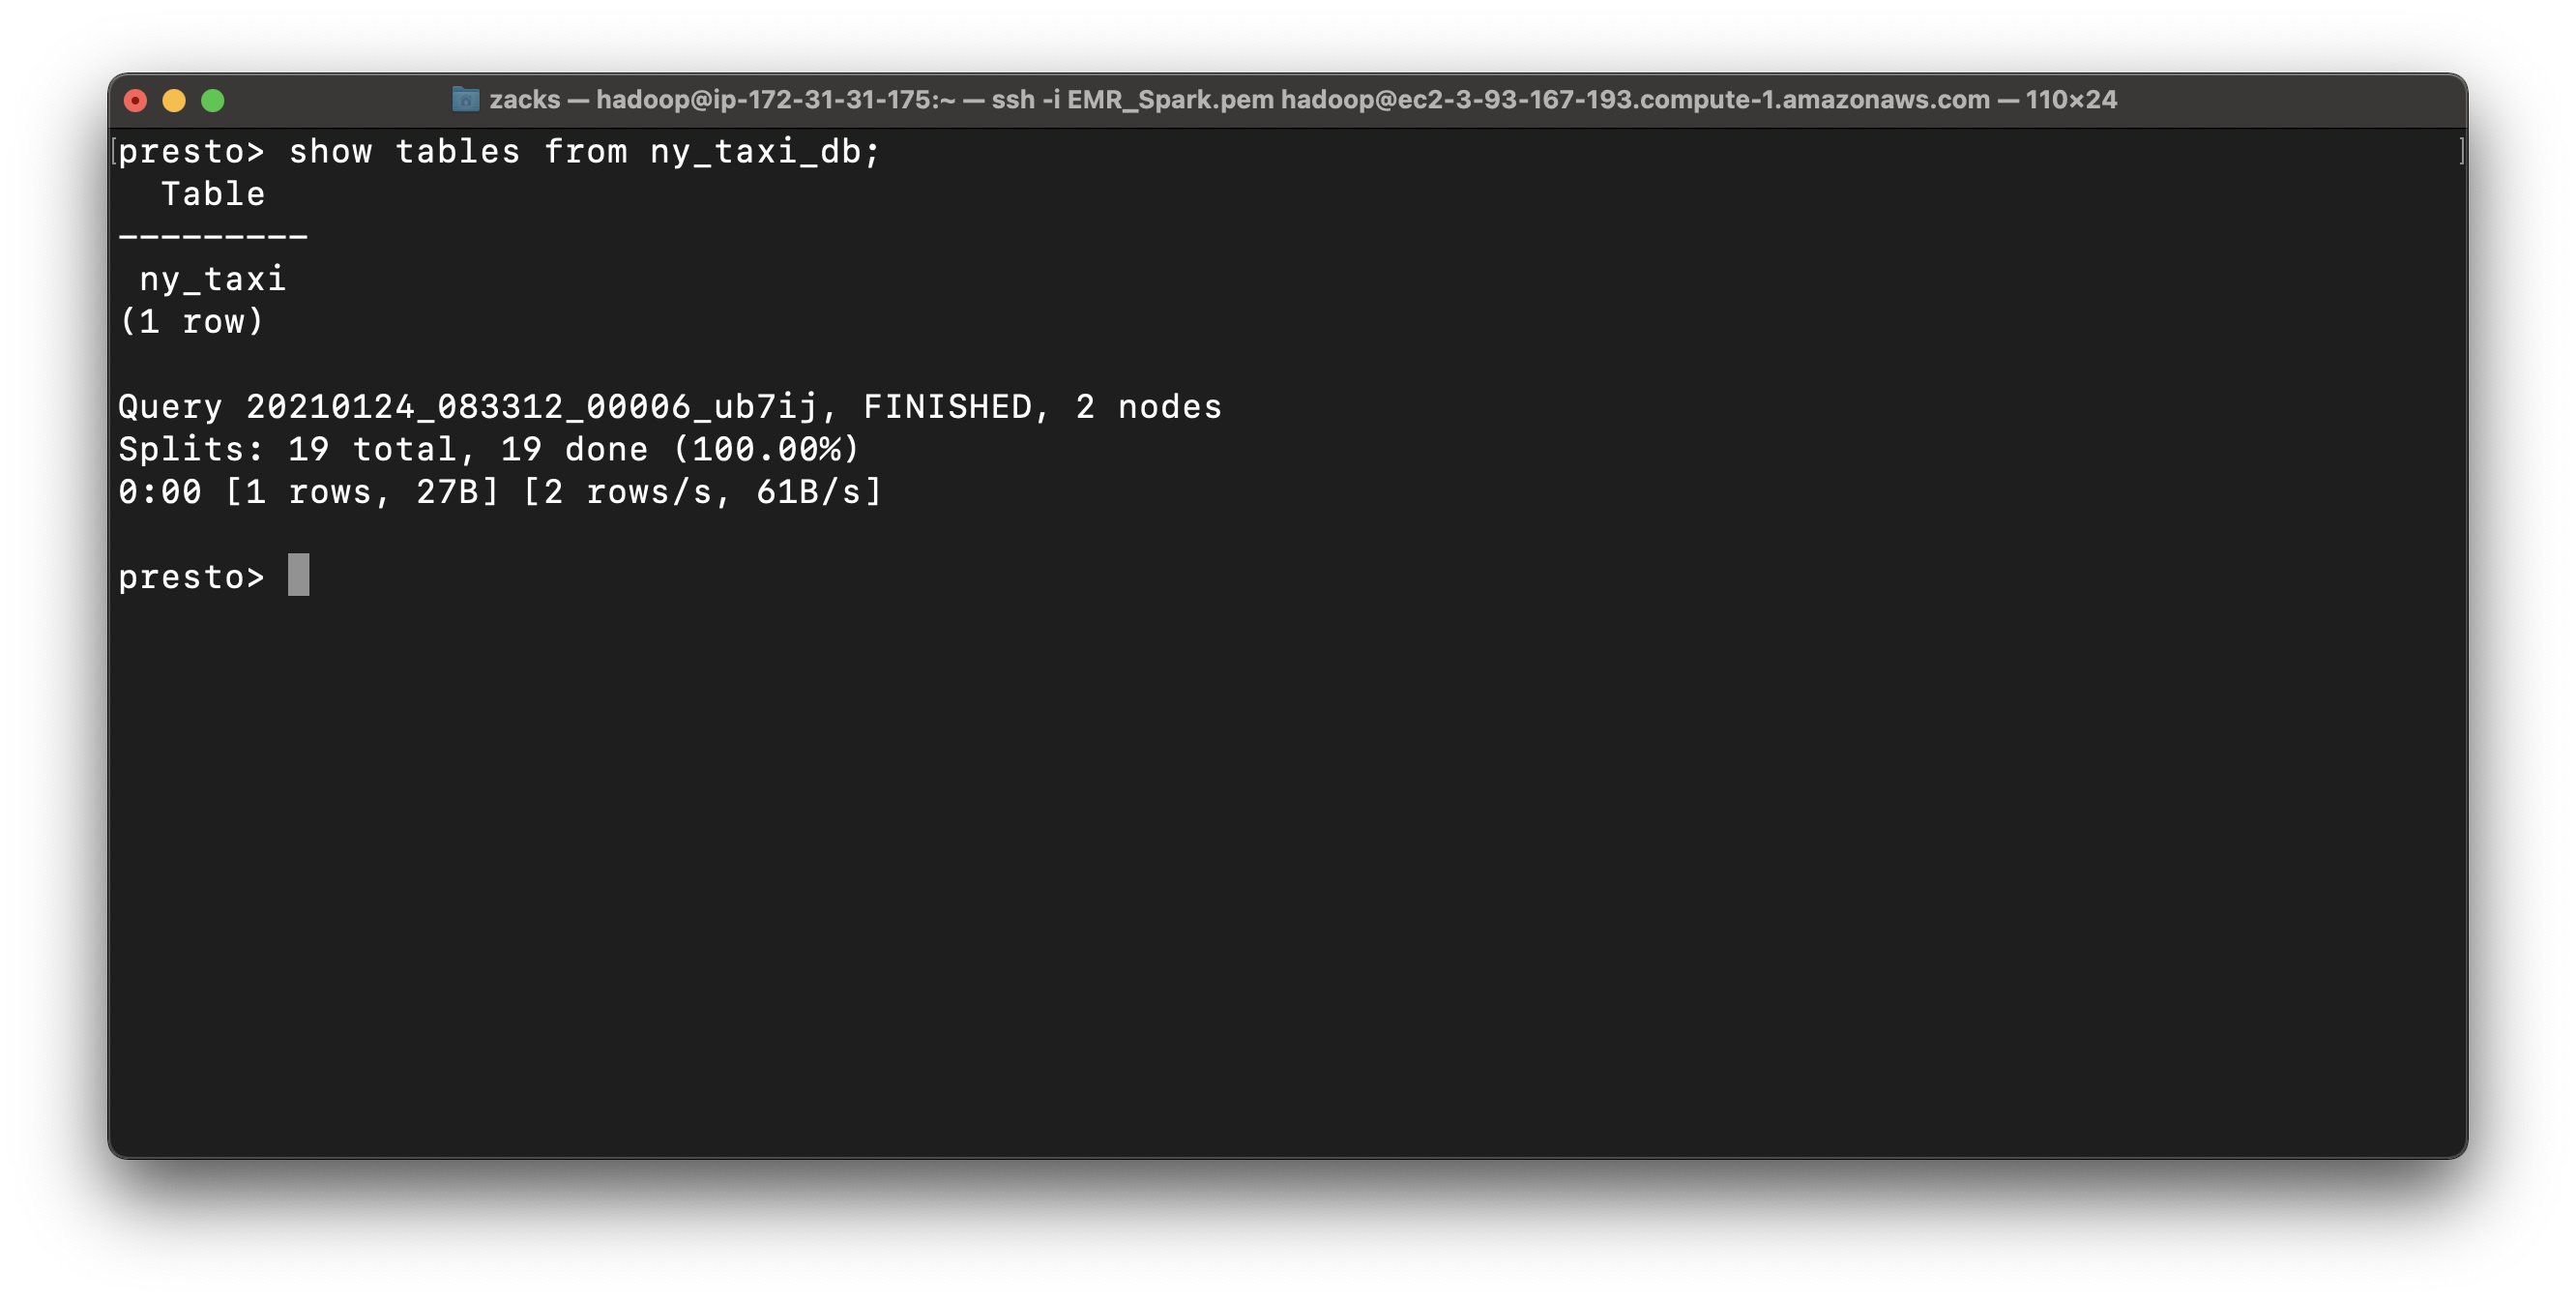 zacks — hadoop@ip-172-31-31-175:~ — ssh -i EMR_Spark.pem hadoop@ec2-3-93-167-193.compute-1.amazonaws.com — 110×24
[presto> show tables from ny_taxi_db; ]
Table
---------
ny_taxi
(1 row)
Query 20210124_083312_00006_ub7ij, FINISHED, 2 nodes
Splits: 19 total, 19 done (100.00%)
0:00 [1 rows, 27B] [2 rows/s, 61B/s]
presto>